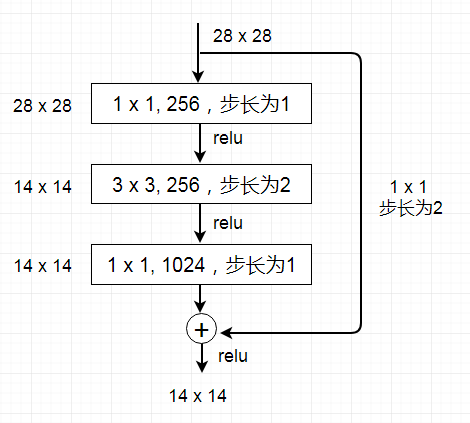 28 x 28
28 x 28
1 x 1, 256，步长为1
relu
14 x 14
3 x 3, 256，步长为2
1 x 1
步长为2
relu
14 x 14
1 x 1, 1024，步长为1
+
relu
14 x 14